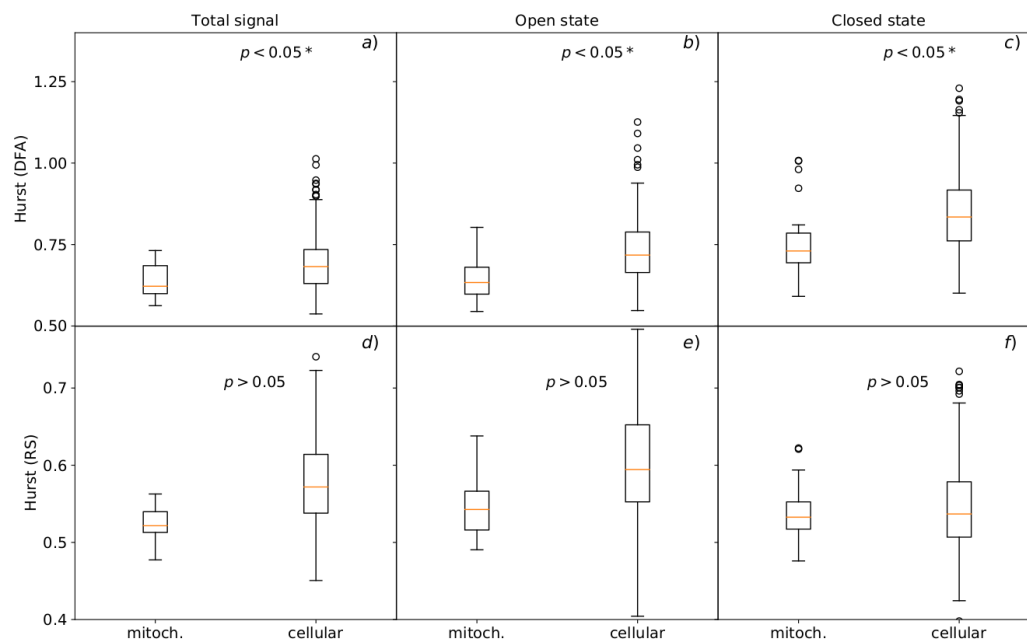 Total signal
Open state
Closed state
a)
p < 0.05 *
b)
p < 0.05 *
c)
p < 0.05 *
1.25
1.00
0.75
0.50
Hurst (DFA)
d)
p > 0.05
e)
p > 0.05
f)
p > 0.05
0.7
0.6
0.5
0.4
Hurst (RS)
mitoch.
cellular
mitoch.
cellular
mitoch.
cellular